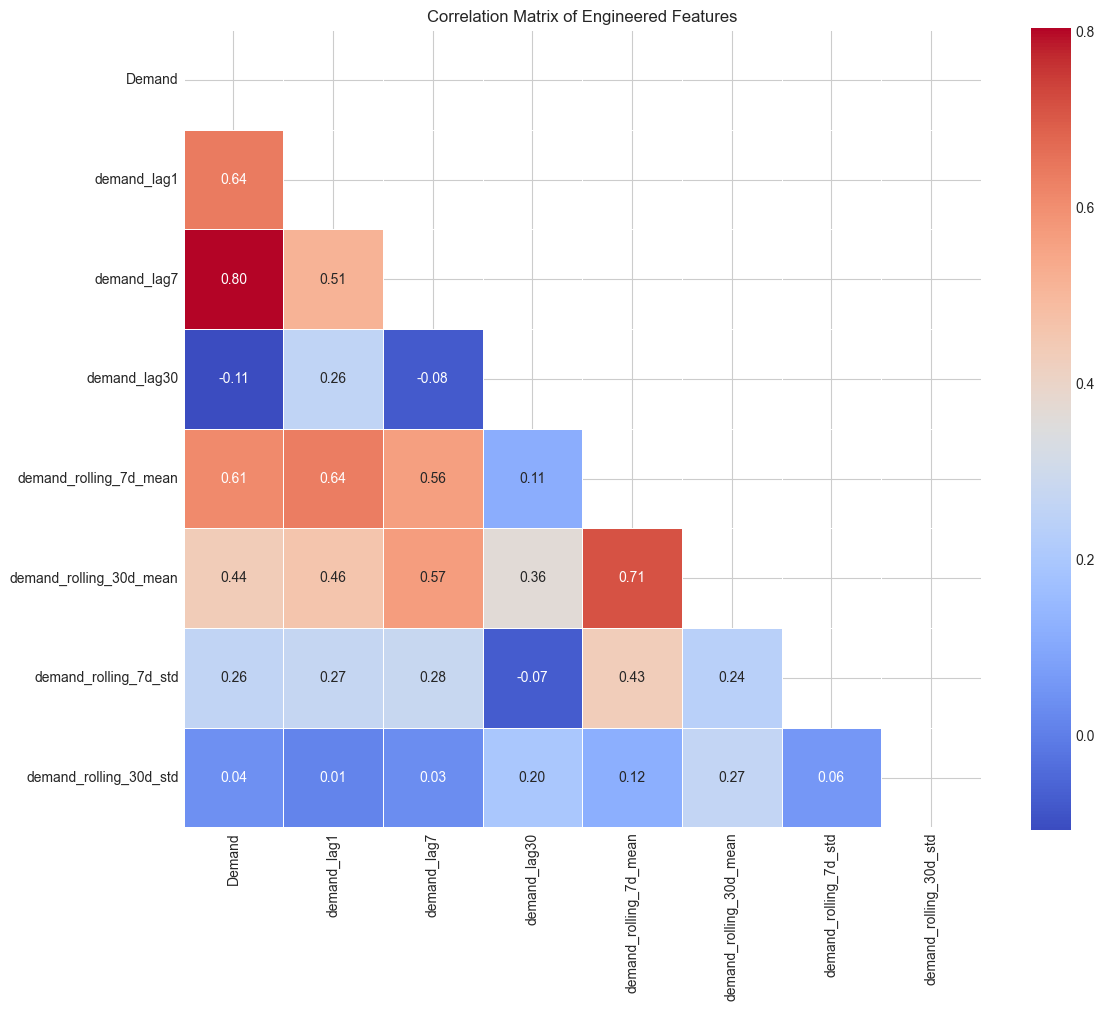 Correlation Matrix of Engineered Features
Demand
demand_lag1
0.64
demand_lag7
0.80 0.51
demand_lag30
-0.11 0.26 -0.08
demand_rolling_7d_mean
0.61 0.64 0.56 0.11
demand_rolling_30d_mean
0.44 0.46 0.57 0.36 0.71
demand_rolling_7d_std
0.26 0.27 0.28 -0.07 0.43 0.24
demand_rolling_30d_std
0.04 0.01 0.03 0.20 0.12 0.27 0.06
Demand
demand_lag1
demand_lag7
demand_lag30
demand_rolling_7d_mean
demand_rolling_30d_mean
demand_rolling_7d_std
demand_rolling_30d_std
0.8
0.6
0.4
0.2
0.0